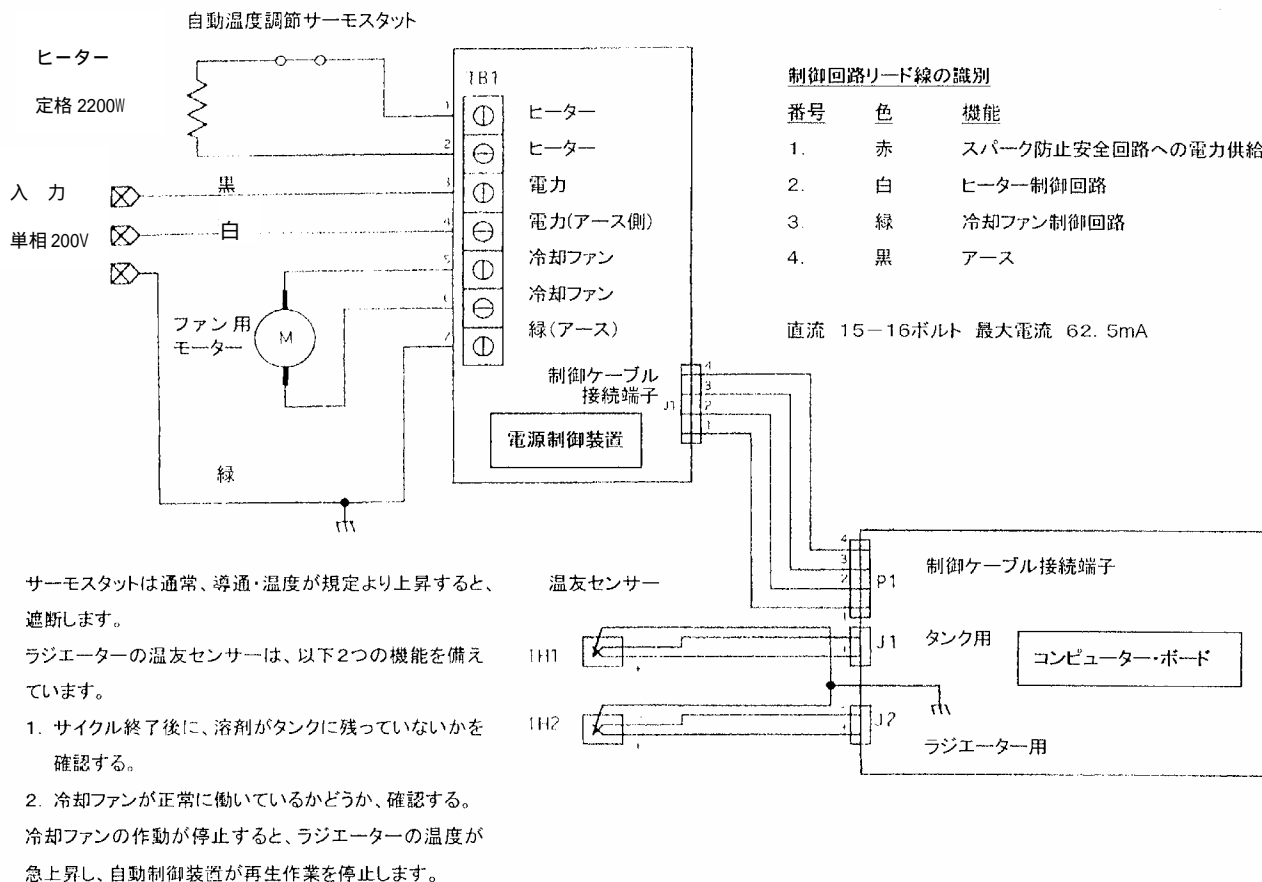 自動温度調節サーモスタット
ヒーター
定格 2200W
TB1
1 ヒーター
2 ヒーター
入 力
単相 200V
黒
3 電力
白
4 電力(アース側)
5 冷却ファン
6 冷却ファン
7 緑(アース)
ファン用
モーター
M
緑
制御ケーブル
接続端子
J1
4
3
2
1
電源制御装置
制御回路リード線の識別
番号 色 機能
1. 赤 スパーク防止安全回路への電力供給
2. 白 ヒーター制御回路
3. 緑 冷却ファン制御回路
4. 黒 アース
直流 15-16ボルト 最大電流 62. 5mA
サーモスタットは通常、導通・温度が規定より上昇すると、
遮断します。
ラジエーターの温友センサーは、以下2つの機能を備え
ています。
1. サイクル終了後に、溶剤がタンクに残っていないかを
確認する。
2. 冷却ファンが正常に働いているかどうか、確認する。
冷却ファンの作動が停止すると、ラジエーターの温度が
急上昇し、自動制御装置が再生作業を停止します。
温友センサー
TH1
TH2
4
3
2
1
P1
制御ケーブル接続端子
J1 タンク用
コンピューター・ボード
J2
ラジエーター用